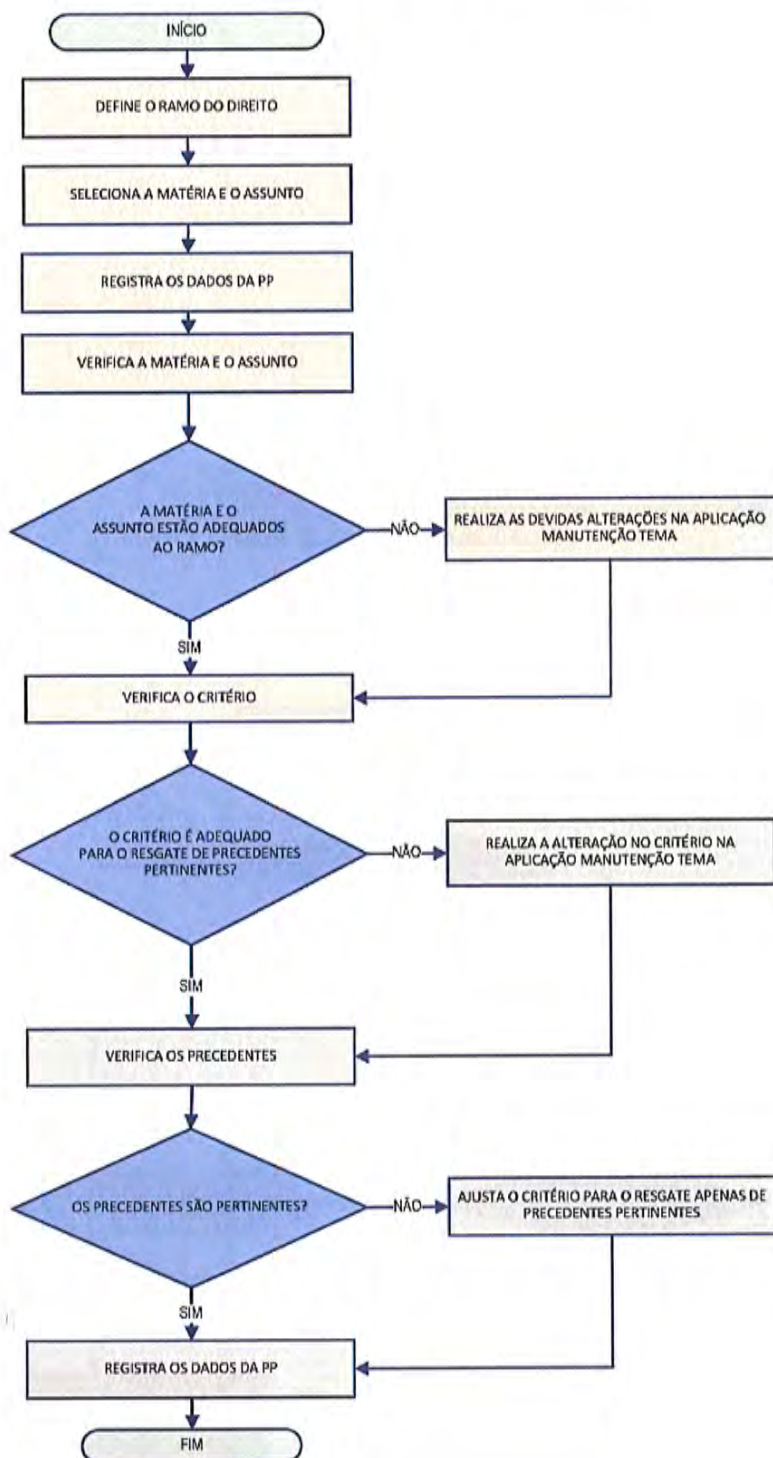 INÍCIO
DEFINE O RAMO DO DIREITO
SELECIONA A MATÉRIA E O ASSUNTO
REGISTRA OS DADOS DA PP
VERIFICA A MATÉRIA E O ASSUNTO
A MATÉRIA E O
ASSUNTO ESTÃO ADEQUADOS
AO RAMO?
NÃO
REALIZA AS DEVIDAS ALTERAÇÕES NA APLICAÇÃO
MANUTENÇÃO TEMA
SIM
VERIFICA O CRITÉRIO
O CRITÉRIO É ADEQUADO
PARA O RESGATE DE PRECEDENTES
PERTINENTES?
NÃO
REALIZA A ALTERAÇÃO NO CRITÉRIO NA
APLICAÇÃO MANUTENÇÃO TEMA
SIM
VERIFICA OS PRECEDENTES
OS PRECEDENTES SÃO PERTINENTES?
NÃO
AJUSTA O CRITÉRIO PARA O RESGATE APENAS DE
PRECEDENTES PERTINENTES
SIM
REGISTRA OS DADOS DA PP
FIM